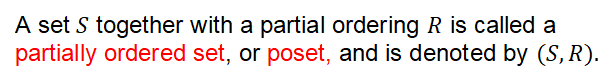 A set S together with a partial ordering R is called a
partially ordered set, or poset, and is denoted by (S, R).